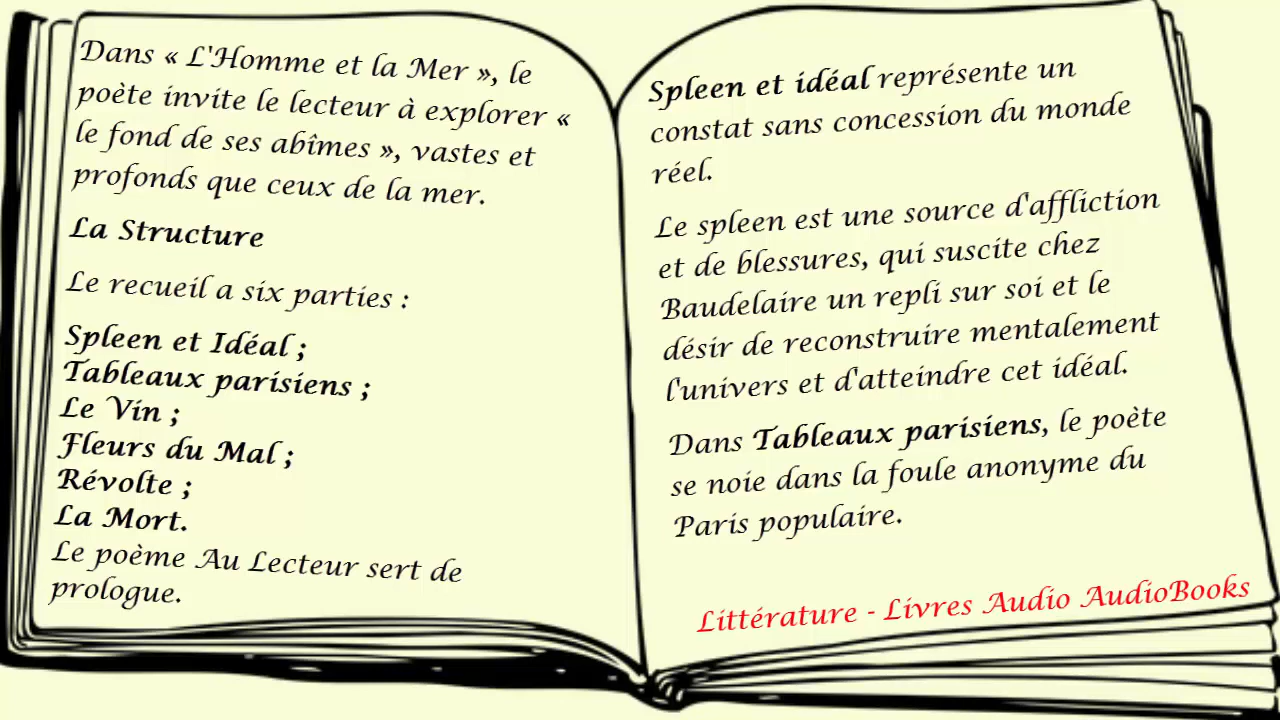 Dans « L'Homme et la Mer », le
poète invite le lecteur à explorer «
le fond de ses abîmes », vastes et
profonds que ceux de la mer.
La Structure
Le recueil a six parties :
Spleen et Idéal ;
Tableaux parisiens ;
Le Vin ;
Fleurs du Mal ;
Révolte ;
La Mort.
Le poème Au Lecteur sert de
prologue.
Spleen et idéal représente un
constat sans concession du monde
réel.
Le spleen est une source d'affliction
et de blessures, qui suscite chez
Baudelaire un repli sur soi et le
désir de reconstruire mentalement
l'univers et d'atteindre cet idéal.
Dans Tableaux parisiens, le poète
se noie dans la foule anonyme du
Paris populaire.
Littérature - Livres Audio AudioBooks